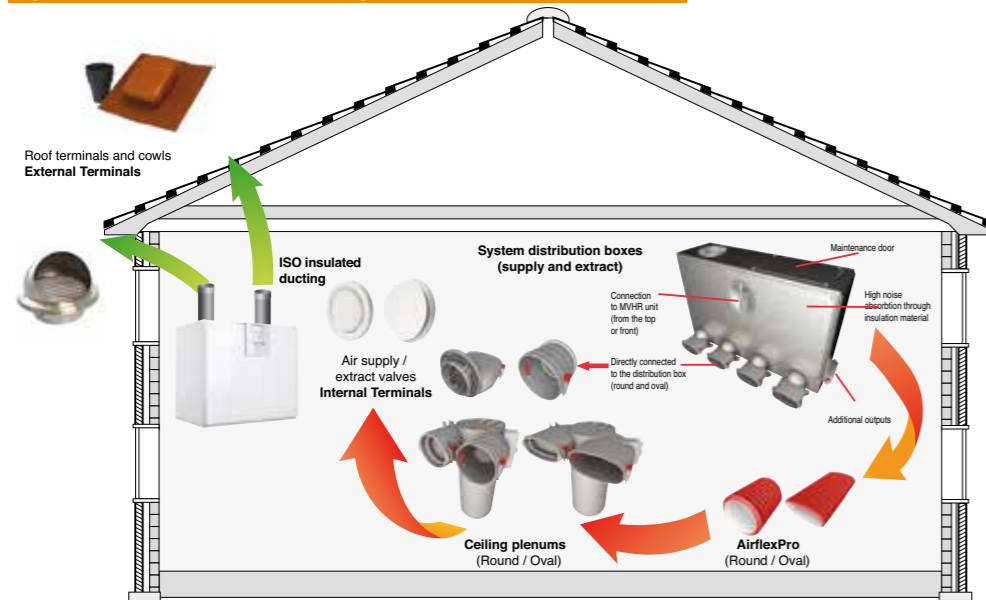 Roof terminals and cowls
External Terminals
ISO insulated
ducting
Air supply /
extract valves
Internal Terminals
System distribution boxes
(supply and extract)
Maintenance door
Connection
to MVHR unit
(from the top
or front)
High noise
absorbtion through
insulation material
Directly connected
to the distribution box
(round and oval)
Additional outputs
Ceiling plenums
(Round / Oval)
AirflexPro
(Round / Oval)